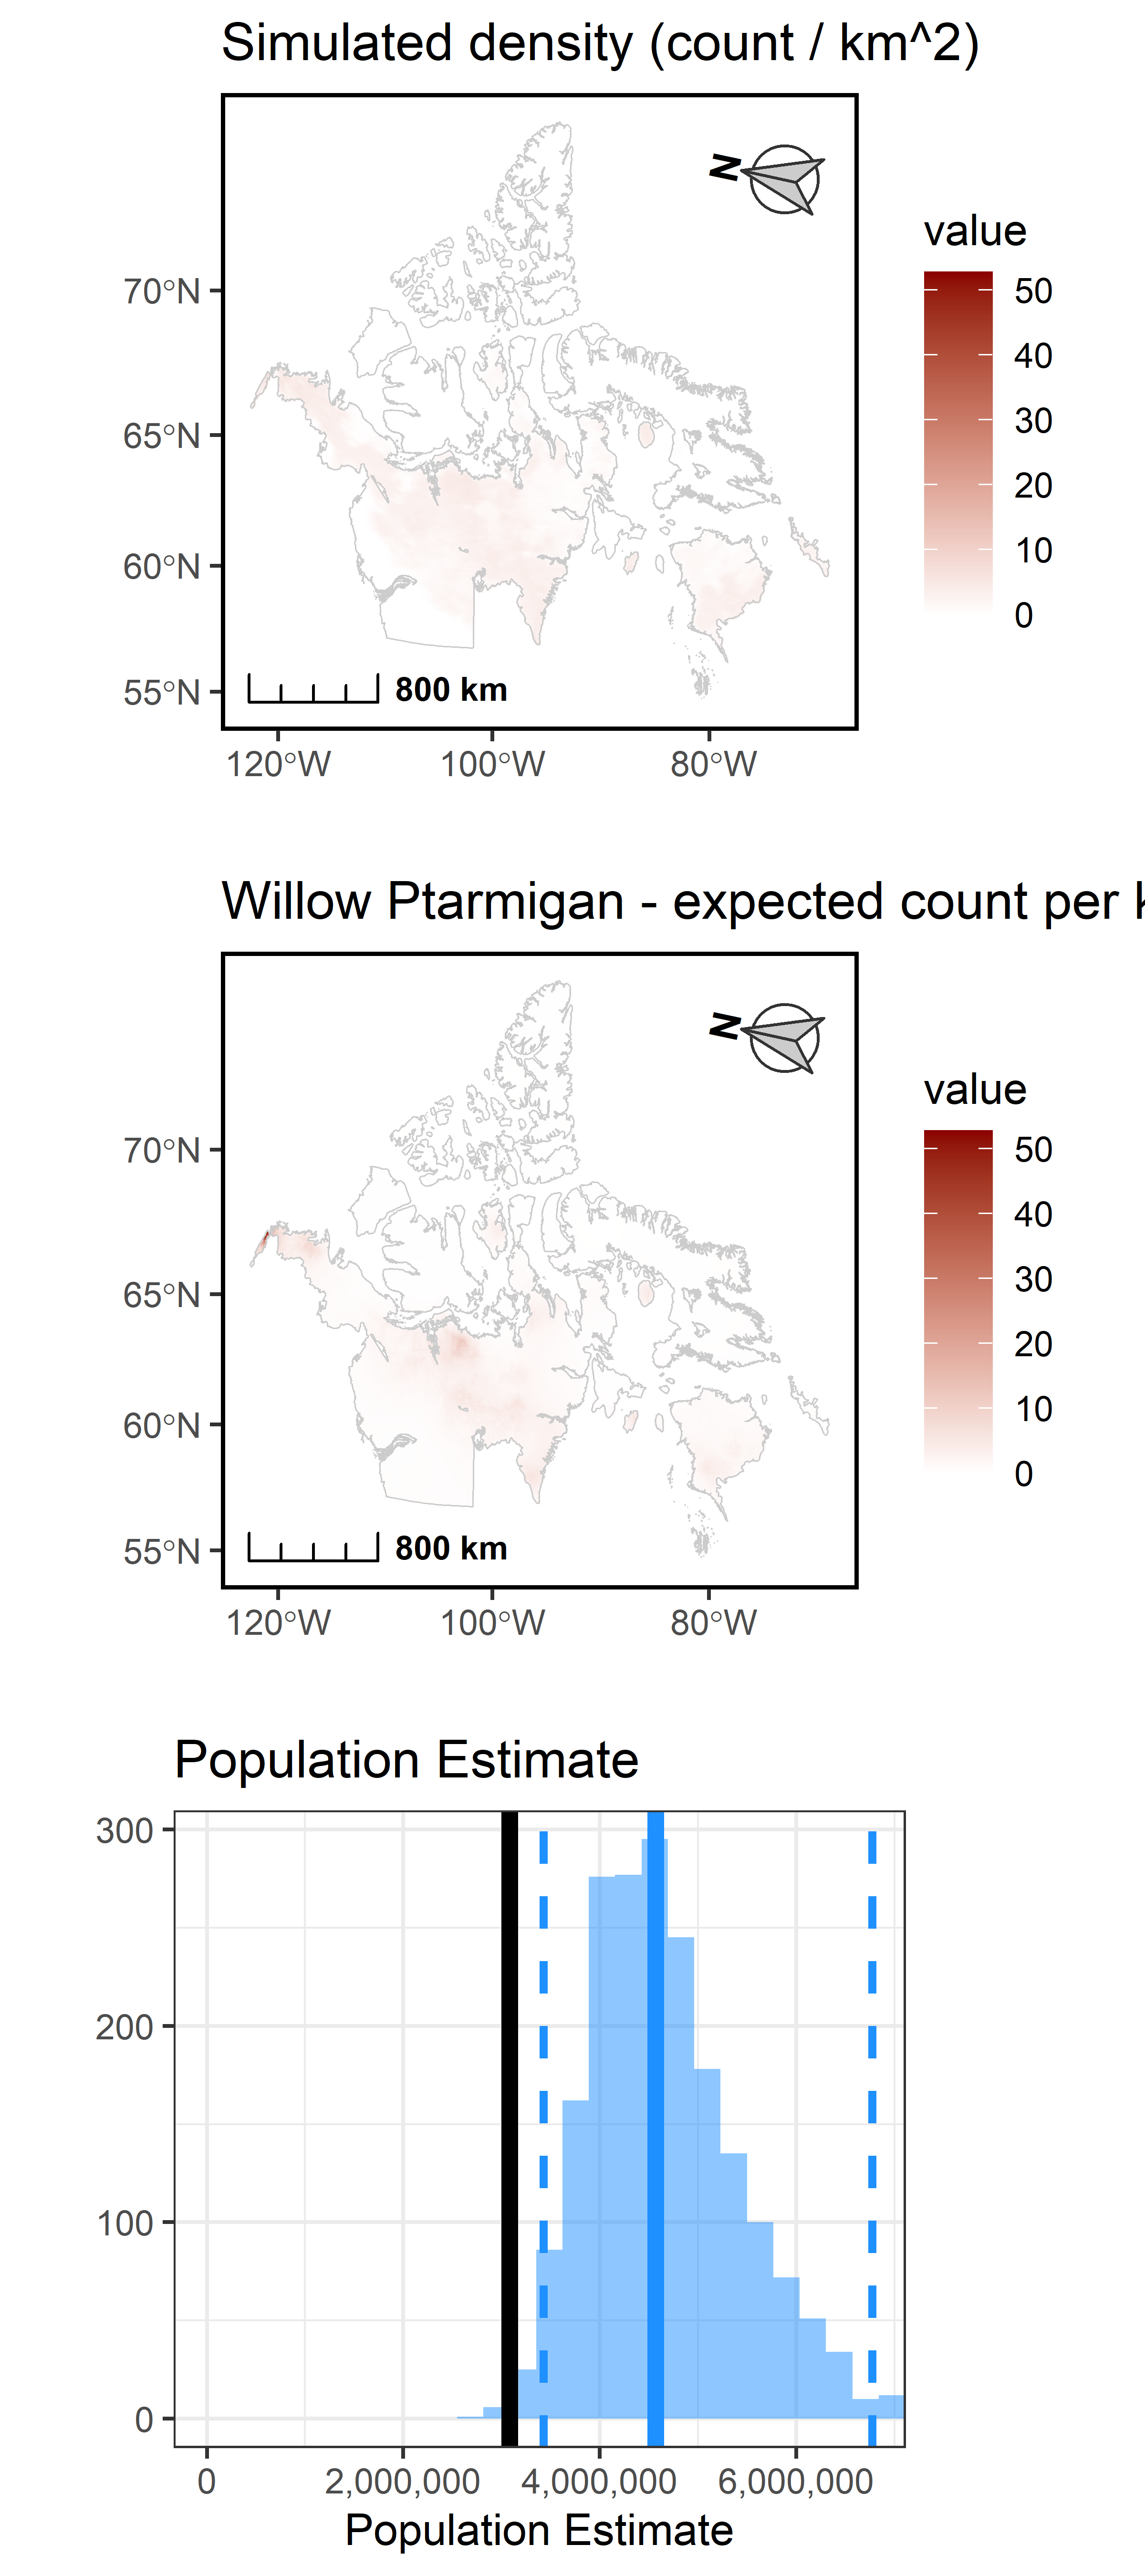 Simulated density (count / km^2)
N
value
70°N
65°N
60°N
55°N
50
40
30
20
10
0
800 km
120°W 100°W 80°W
Willow Ptarmigan - expected count per
N
value
70°N
65°N
60°N
55°N
50
40
30
20
10
0
800 km
120°W 100°W 80°W
Population Estimate
300
200
100
0
0 2,000,000 4,000,000 6,000,000
Population Estimate